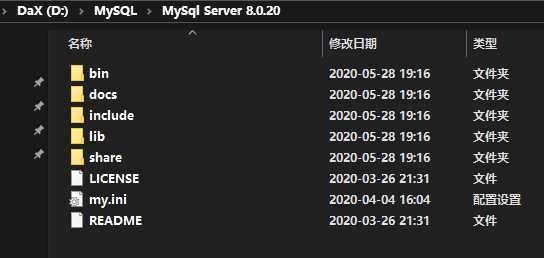 DaX (D:) > MySQL > MySql Server 8.0.20
名称 修改日期 类型
bin 2020-05-28 19:16 文件夹
docs 2020-05-28 19:16 文件夹
include 2020-05-28 19:16 文件夹
lib 2020-05-28 19:16 文件夹
share 2020-05-28 19:16 文件夹
LICENSE 2020-03-26 21:31 文件
my.ini 2020-04-04 16:04 配置设置
README 2020-03-26 21:31 文件